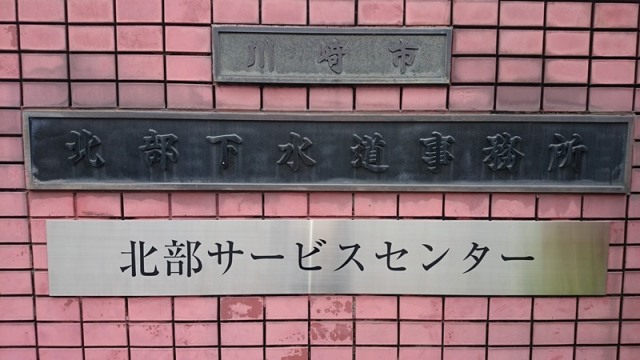 川崎市
北部下水道事務所
北部サービスセンター